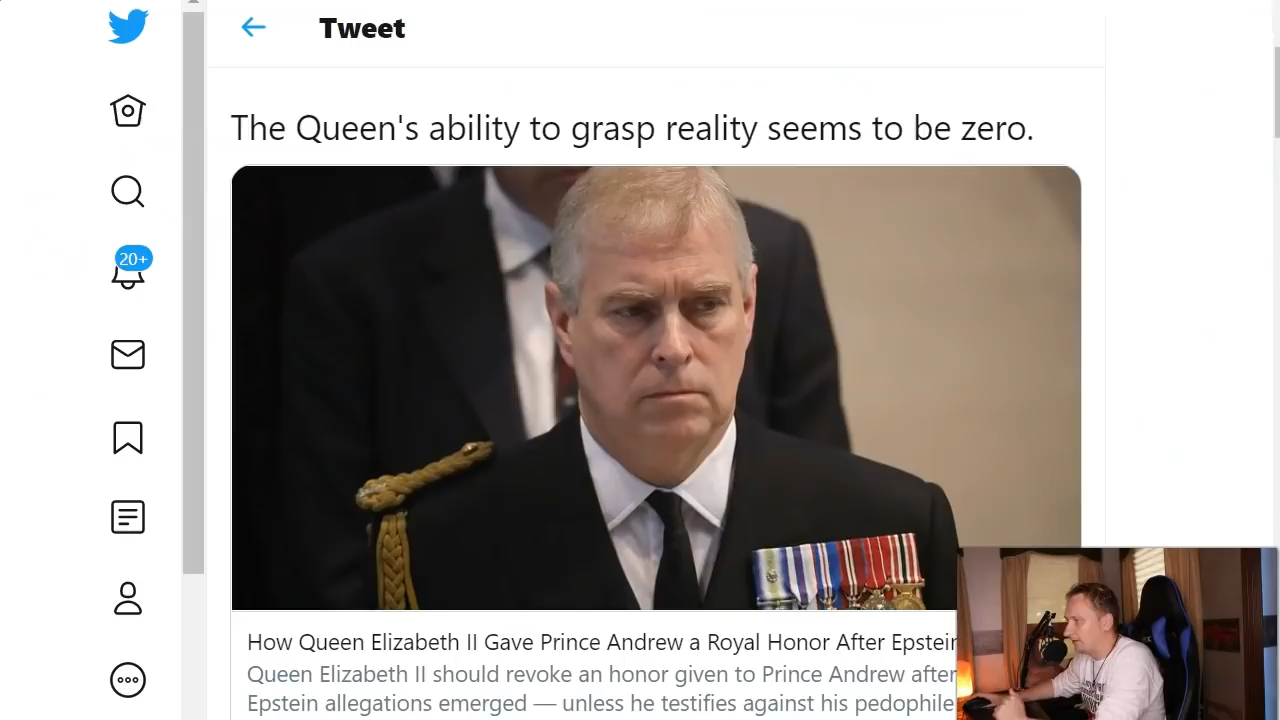 Tweet
The Queen's ability to grasp reality seems to be zero.
20+
How Queen Elizabeth II Gave Prince Andrew a Royal Honor After Epstein
Queen Elizabeth II should revoke an honor given to Prince Andrew after
Epstein allegations emerged — unless he testifies against his pedophile